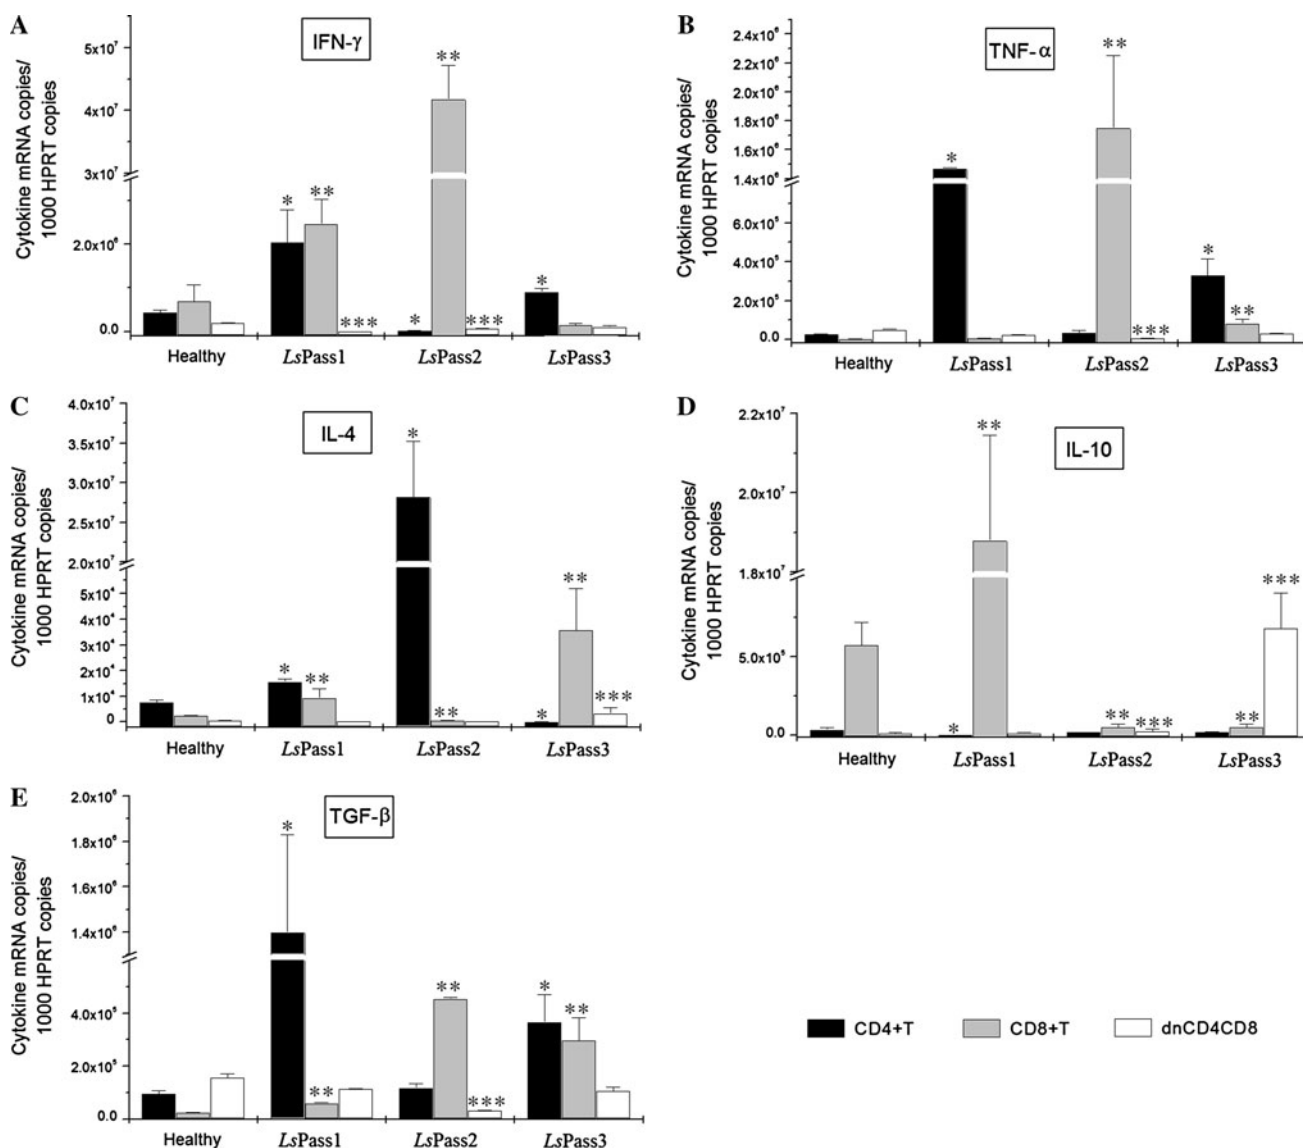 A
IFN-γ
Cytokine mRNA copies/
1000 HPRT copies
5x10⁷
4x10⁷
3x10⁷
2.0x10⁶
0.0
* ** *** * ** *** *
Healthy LsPass1 LsPass2 LsPass3
B
TNF-α
Cytokine mRNA copies/
1000 HPRT copies
2.4x10⁶
2.2x10⁶
2.0x10⁶
1.8x10⁶
1.6x10⁶
1.4x10⁶
6.0x10⁵
4.0x10⁵
2.0x10⁵
0.0
* ** *** * **
Healthy LsPass1 LsPass2 LsPass3
C
IL-4
Cytokine mRNA copies/
1000 HPRT copies
4.0x10⁷
3.5x10⁷
3.0x10⁷
2.5x10⁷
2.0x10⁷
5x10⁴
4x10⁴
3x10⁴
2x10⁴
1x10⁴
0
* ** * ** * ** ***
Healthy LsPass1 LsPass2 LsPass3
D
IL-10
Cytokine mRNA copies/
1000 HPRT copies
2.2x10⁷
2.0x10⁷
1.8x10⁷
5.0x10⁵
0.0
* ** ** *** ** ***
Healthy LsPass1 LsPass2 LsPass3
E
TGF-β
Cytokine mRNA copies/
1000 HPRT copies
2.0x10⁶
1.8x10⁶
1.6x10⁶
1.4x10⁶
4.0x10⁵
2.0x10⁵
0.0
* ** ** *** * **
Healthy LsPass1 LsPass2 LsPass3
CD4+T CD8+T dnCD4CD8